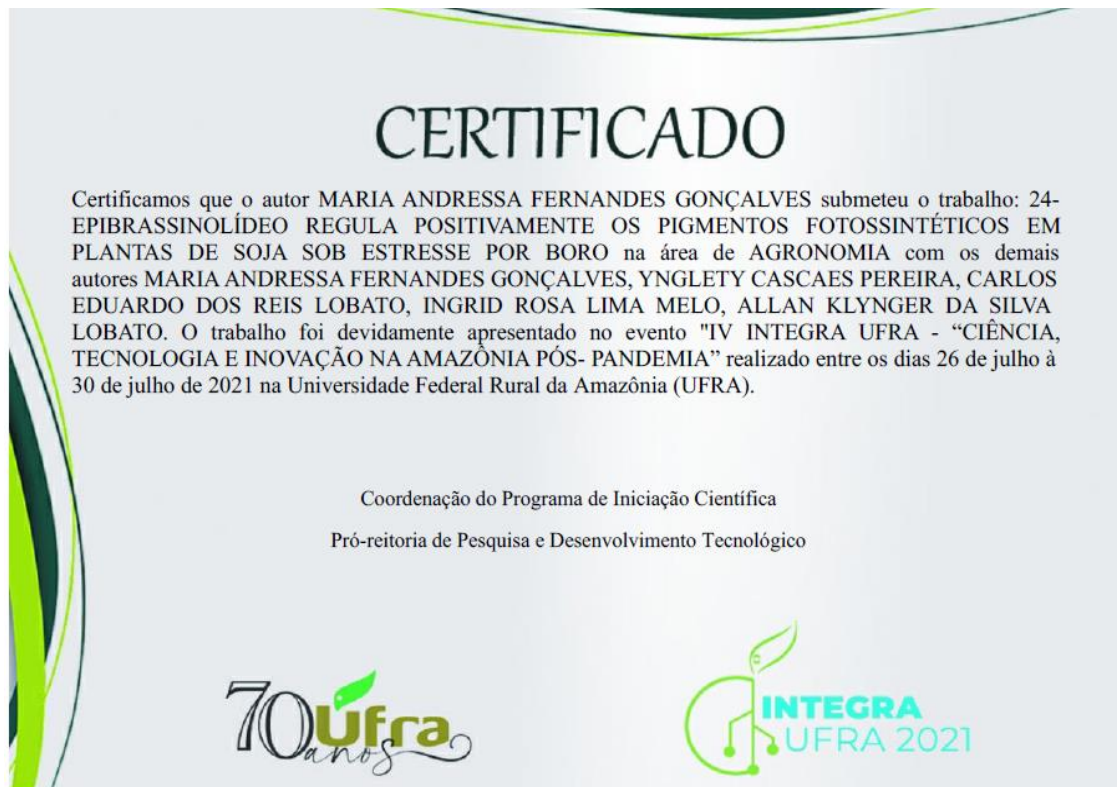 CERTIFICADO
Certificamos que o autor MARIA ANDRESSA FERNANDES GONÇALVES submeteu o trabalho: 24-
EPIBRASSINOLÍDEO REGULA POSITIVAMENTE OS PIGMENTOS FOTOSSINTÉTICOS EM
PLANTAS DE SOJA SOB ESTRESSE POR BORO na área de AGRONOMIA com os demais
autores MARIA ANDRESSA FERNANDES GONÇALVES, YNGLETY CASCAES PEREIRA, CARLOS
EDUARDO DOS REIS LOBATO, INGRID ROSA LIMA MELO, ALLAN KLYNGER DA SILVA
LOBATO. O trabalho foi devidamente apresentado no evento "IV INTEGRA UFRA - “CIÊNCIA,
TECNOLOGIA E INOVAÇÃO NA AMAZÔNIA PÓS- PANDEMIA” realizado entre os dias 26 de julho à
30 de julho de 2021 na Universidade Federal Rural da Amazônia (UFRA).
Coordenação do Programa de Iniciação Científica
Pró-reitoria de Pesquisa e Desenvolvimento Tecnológico
70 anos Ufra
INTEGRA
UFRA 2021